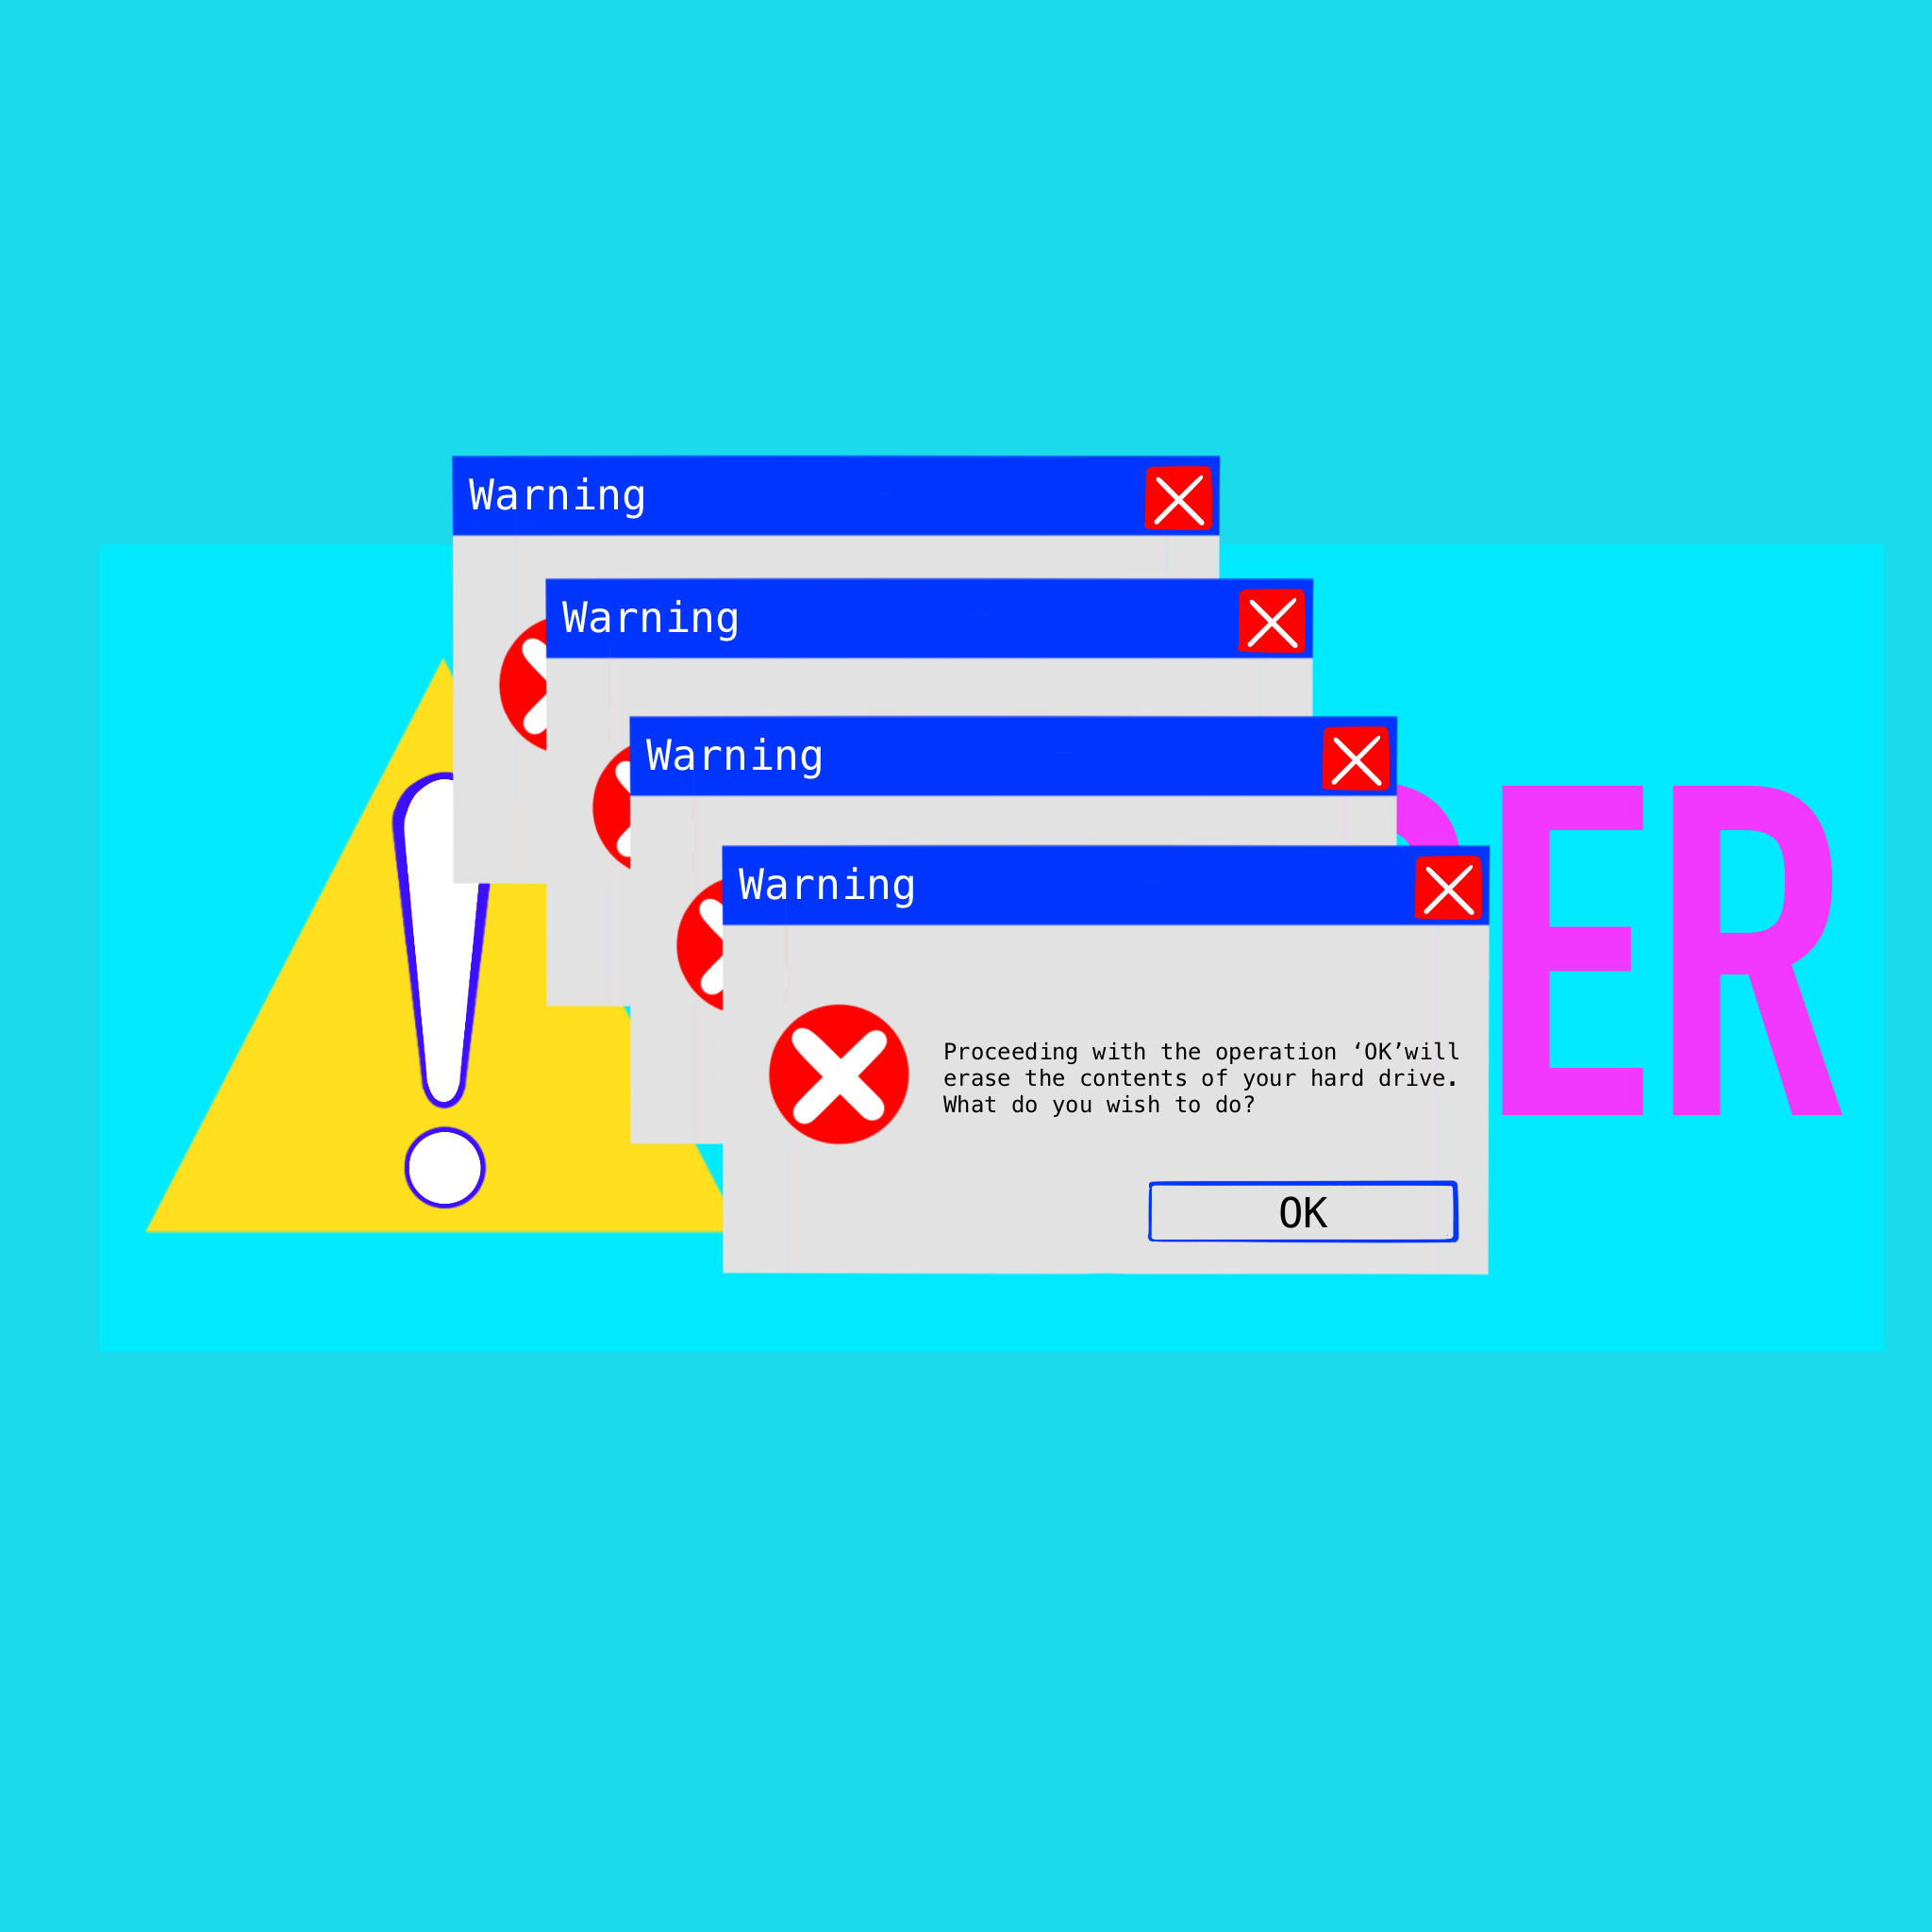 Warning
Warning
Warning
Warning
ER
Proceeding with the operation ‘OK’will
erase the contents of your hard drive.
What do you wish to do?
OK